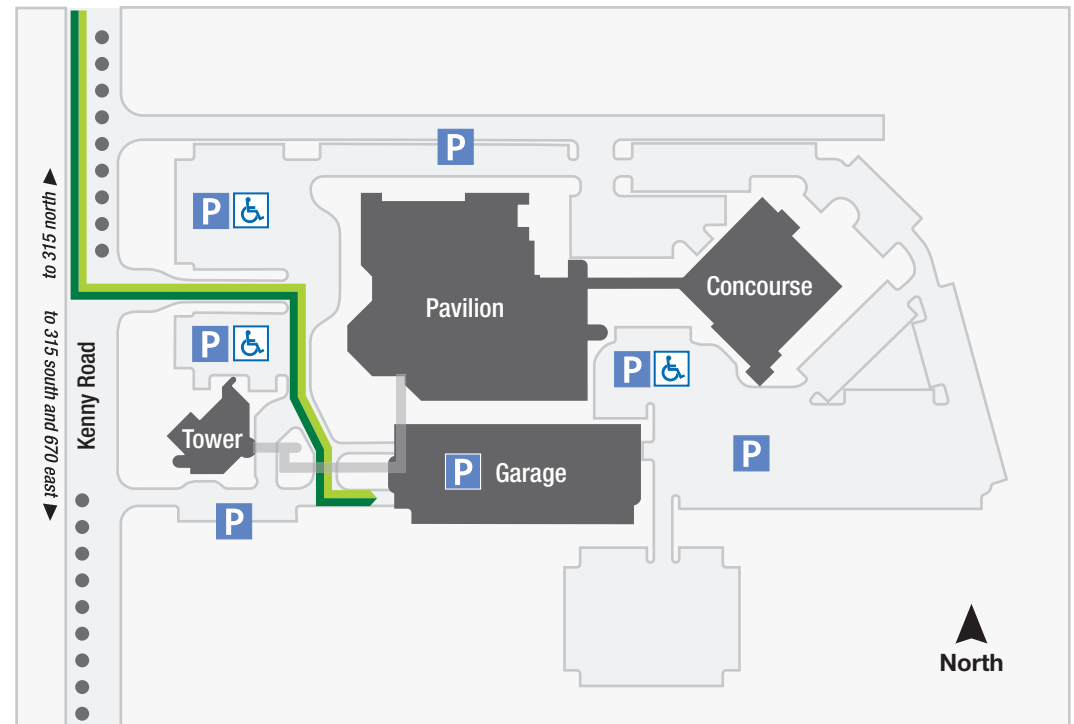 P
P
to 315 north ▶
Pavilion
Concourse
P
P
◀ to 315 south and 670 east
Kenny Road
Tower
P
P Garage
P
North